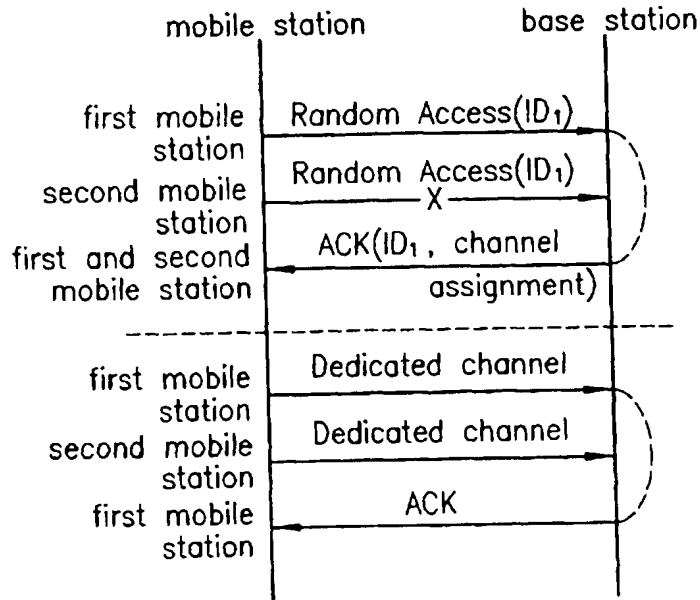 mobile station
base station
first mobile
station
Random Access(ID₁)
second mobile
station
Random Access(ID₁)
X
first and second
mobile station
ACK(ID₁, channel
assignment)
first mobile
station
Dedicated channel
second mobile
station
Dedicated channel
first mobile
station
ACK